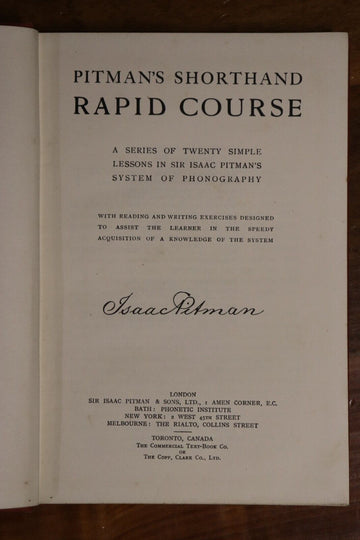 PITMAN'S SHORTHAND
RAPID COURSE
A SERIES OF TWENTY SIMPLE
LESSONS IN SIR ISAAC PITMAN'S
SYSTEM OF PHONOGRAPHY
WITH READING AND WRITING EXERCISES DESIGNED
TO ASSIST THE LEARNER IN THE SPEEDY
ACQUISITION OF A KNOWLEDGE OF THE SYSTEM
Isaac Pitman
LONDON
SIR ISAAC PITMAN & SONS, LTD., 1 AMEN CORNER, E.C.
BATH: PHONETIC INSTITUTE
NEW YORK: 2 WEST 45TH STREET
MELBOURNE: THE RIALTO, COLLINS STREET
TORONTO, CANADA
THE COMMERCIAL TEXT-BOOK CO.
OR
THE COPP, CLARK CO., LTD.